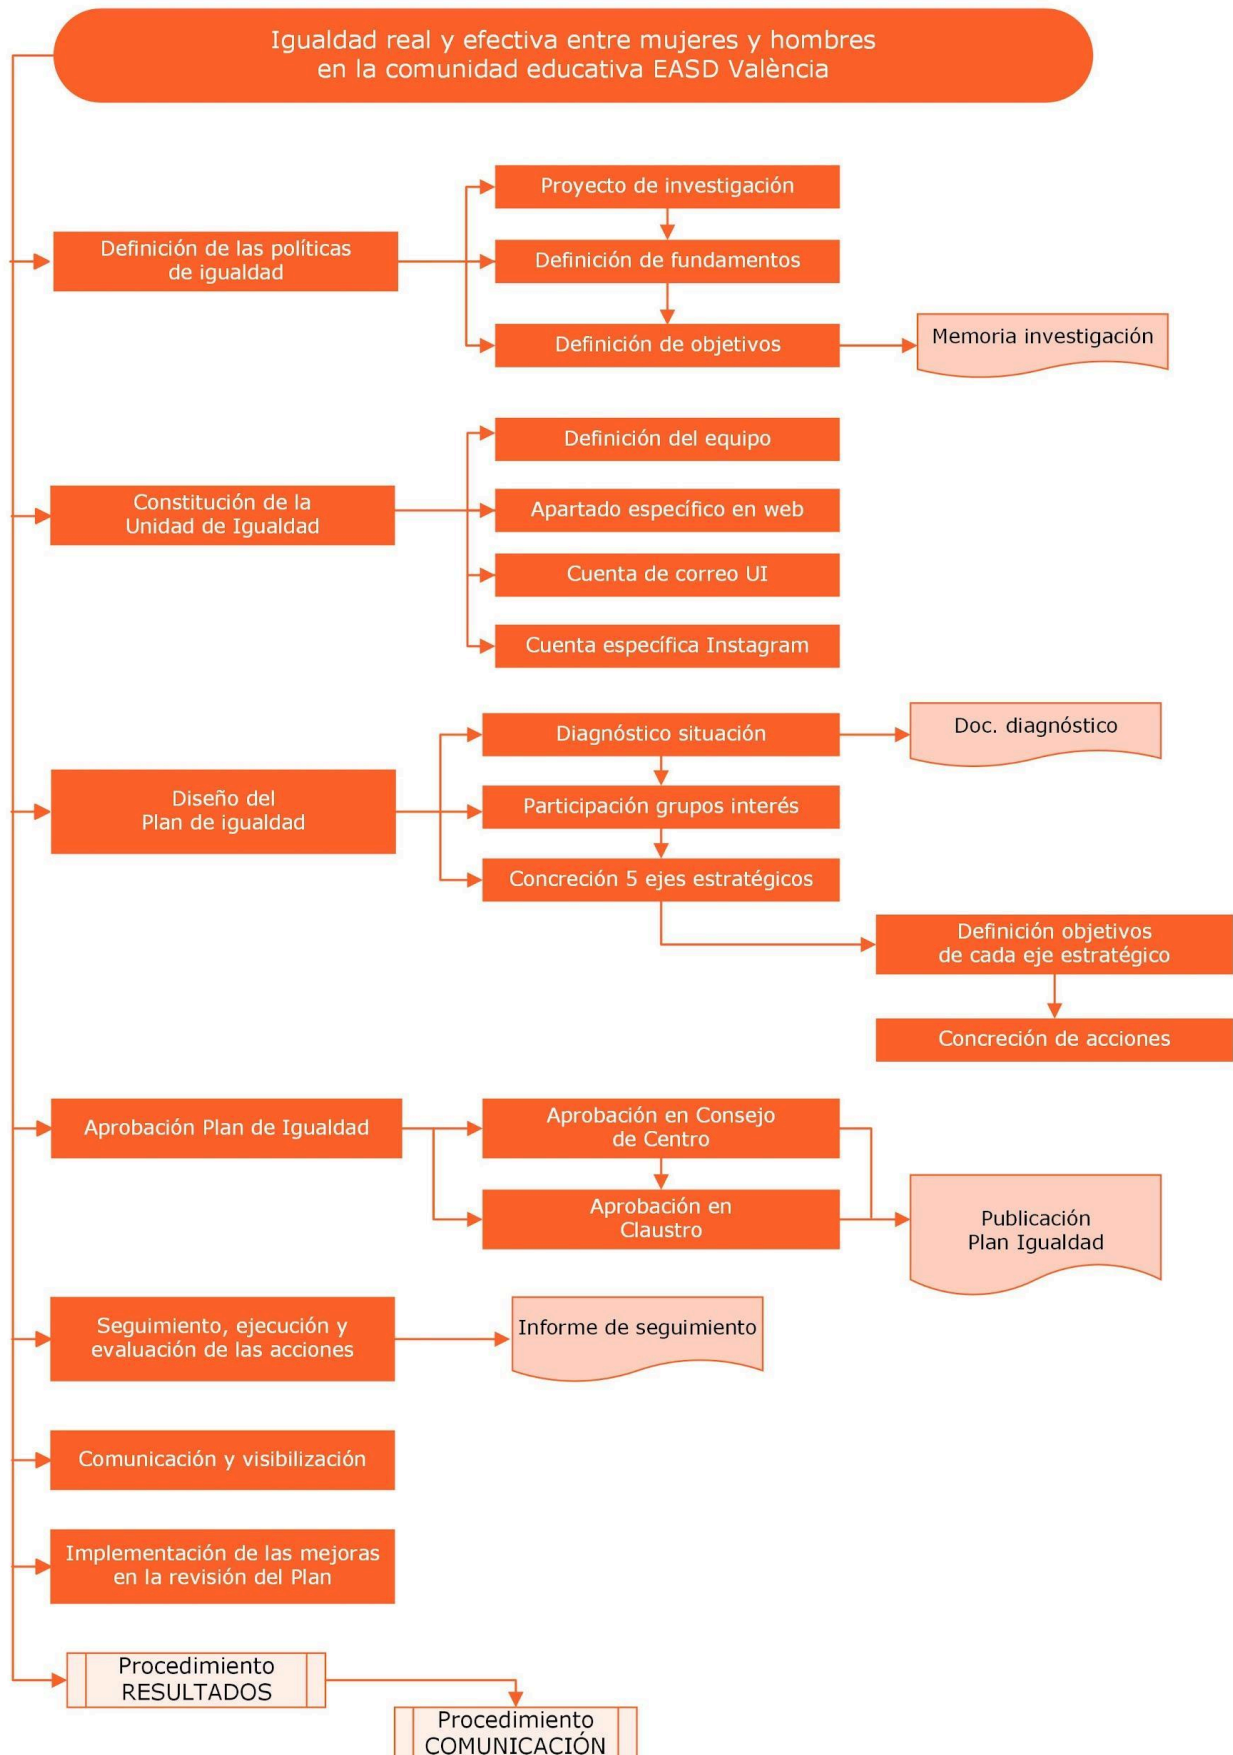 Igualdad real y efectiva entre mujeres y hombres
en la comunidad educativa EASD València
Definición de las políticas
de igualdad
Proyecto de investigación
Definición de fundamentos
Definición de objetivos
Memoria investigación
Constitución de la
Unidad de Igualdad
Definición del equipo
Apartado específico en web
Cuenta de correo UI
Cuenta específica Instagram
Diseño del
Plan de igualdad
Diagnóstico situación
Doc. diagnóstico
Participación grupos interés
Concreción 5 ejes estratégicos
Definición objetivos
de cada eje estratégico
Concreción de acciones
Aprobación Plan de Igualdad
Aprobación en Consejo
de Centro
Aprobación en
Claustro
Publicación
Plan Igualdad
Seguimiento, ejecución y
evaluación de las acciones
Informe de seguimiento
Comunicación y visibilización
Implementación de las mejoras
en la revisión del Plan
Procedimiento
RESULTADOS
Procedimiento
COMUNICACIÓN